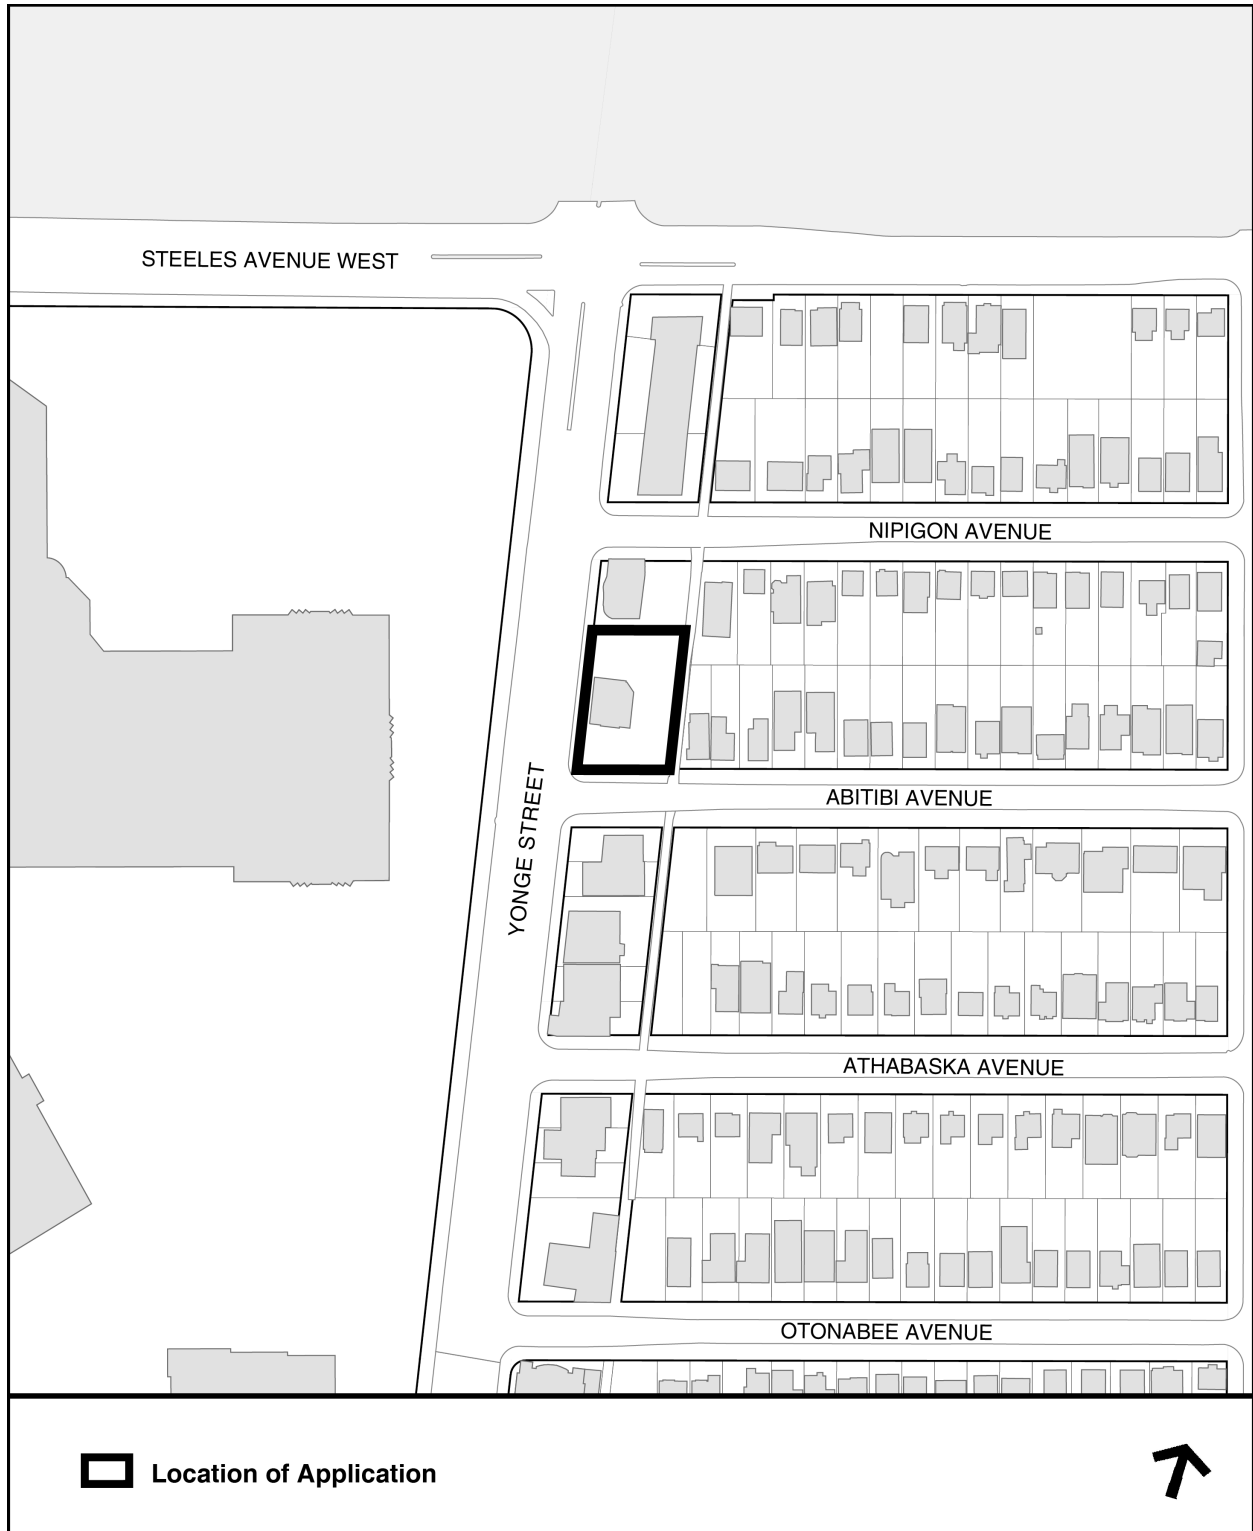 STEELES AVENUE WEST
NIPIGON AVENUE
ABITIBI AVENUE
YONGE STREET
ATHABASKA AVENUE
OTONABEE AVENUE
Location of Application